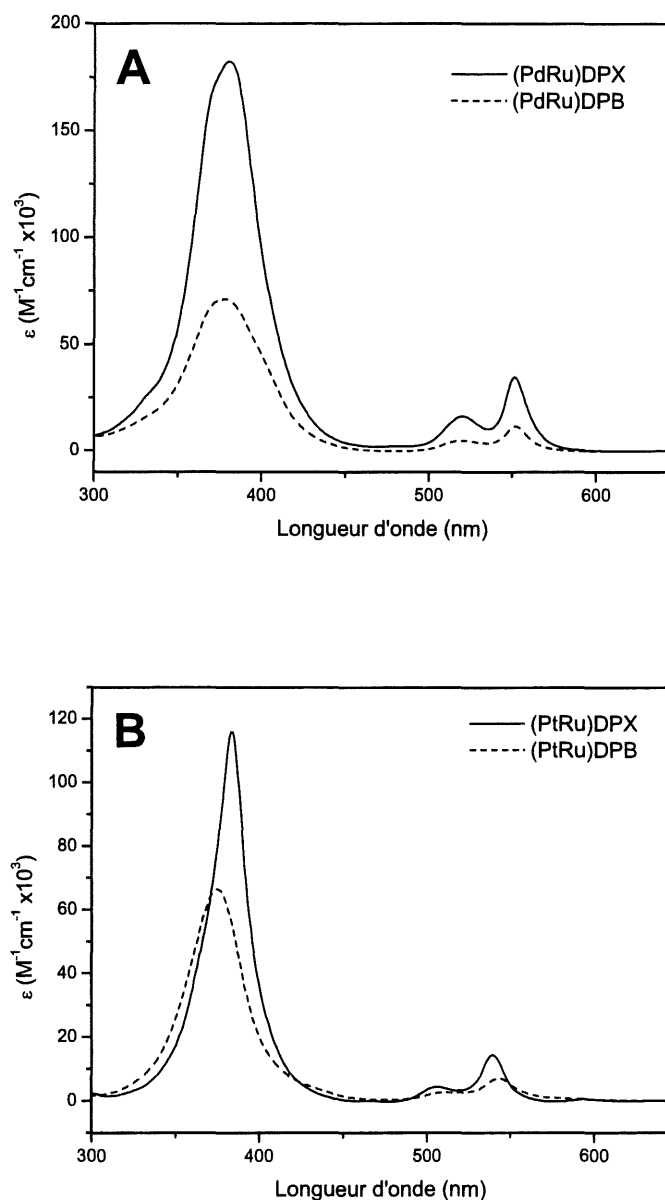 A
(PdRu)DPX
(PdRu)DPB
200
150
100
50
0
ε (M⁻¹cm⁻¹ x10³)
300
400
500
600
Longueur d'onde (nm)
B
(PtRu)DPX
(PtRu)DPB
120
100
80
60
40
20
0
ε (M⁻¹cm⁻¹ x10³)
300
400
500
600
Longueur d'onde (nm)